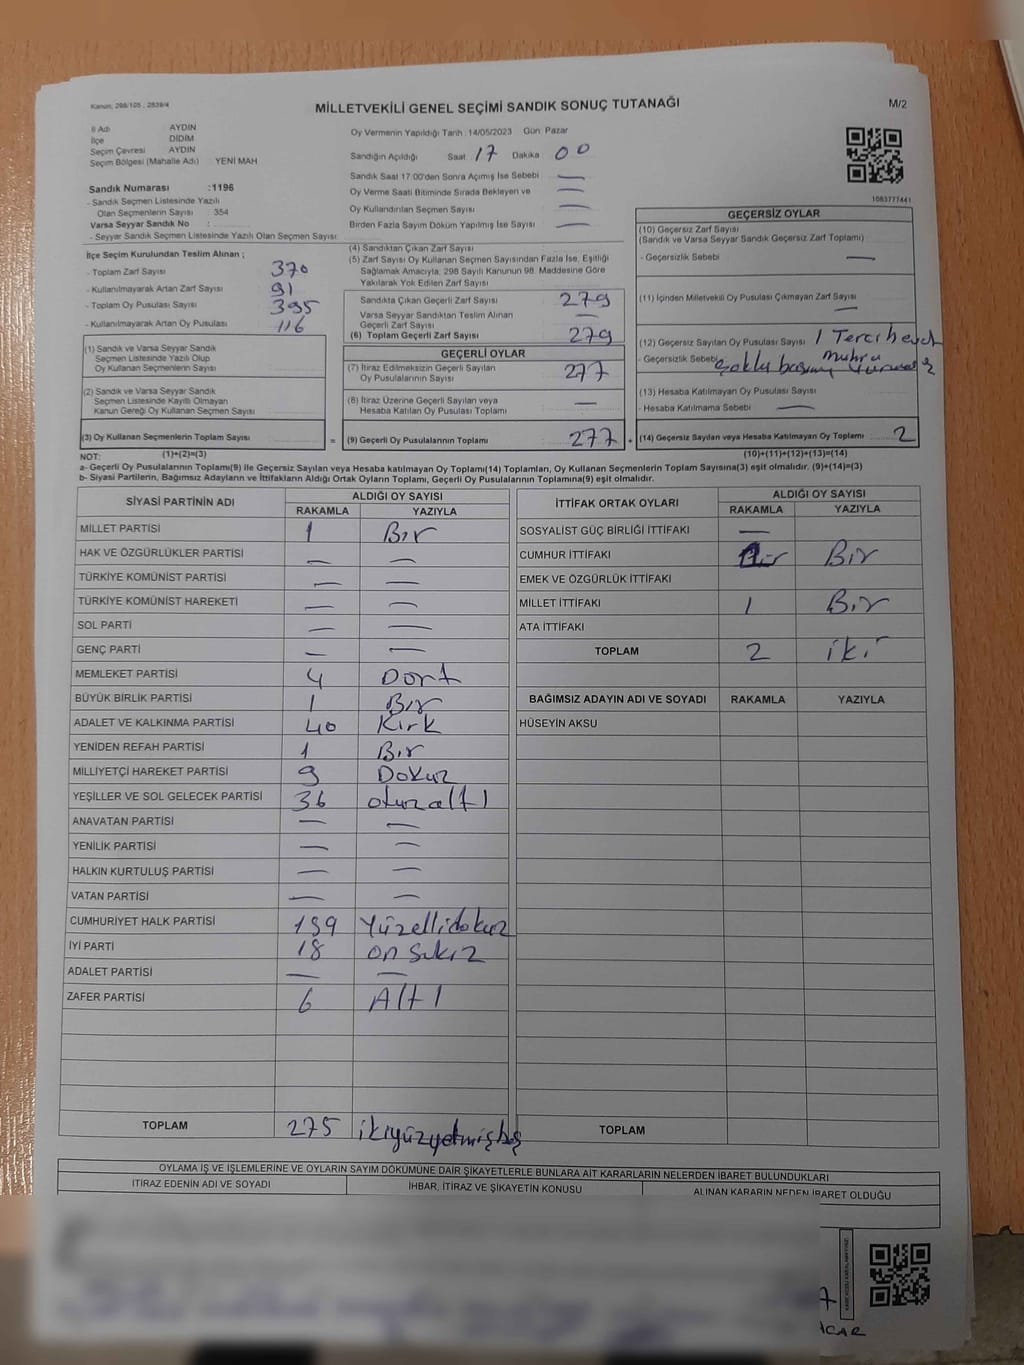 Kanun: 298/105 , 2839/4
MİLLETVEKİLİ GENEL SEÇİMİ SANDIK SONUÇ TUTANAĞI
M/2
İl Adı AYDIN
İlçe DİDİM
Seçim Çevresi AYDIN
Seçim Bölgesi (Mahalle Adı) YENİ MAH
Sandık Numarası :1196
- Sandık Seçmen Listesinde Yazılı
Olan Seçmenlerin Sayısı : 354
Varsa Seyyar Sandık No :
- Seyyar Sandık Seçmen Listesinde Yazılı Olan Seçmen Sayısı
Oy Vermenin Yapıldığı Tarih : 14/05/2023 Gün: Pazar
Sandığın Açıldığı Saat 17 Dakika 00
Sandık Saat 17:00'den Sonra Açımış İse Sebebi —
Oy Verme Saati Bitiminde Sırada Bekleyen ve —
Oy Kullandırılan Seçmen Sayısı —
Birden Fazla Sayım Döküm Yapılmış İse Sayısı —
1083777441
İlçe Seçim Kurulundan Teslim Alınan ;
- Toplam Zarf Sayısı 370
- Kullanılmayarak Artan Zarf Sayısı 91
- Toplam Oy Pusulası Sayısı 395
- Kullanılmayarak Artan Oy Pusulası 116
(4) Sandıktan Çıkan Zarf Sayısı
(5) Zarf Sayısı Oy Kullanan Seçmen Sayısından Fazla İse, Eşitliği
Sağlamak Amacıyla, 298 Sayılı Kanunun 98. Maddesine Göre
Yakılarak Yok Edilen Zarf Sayısı
Sandıkta Çıkan Geçerli Zarf Sayısı 279
Varsa Seyyar Sandıktan Teslim Alınan
Geçerli Zarf Sayısı —
(6) Toplam Geçerli Zarf Sayısı 279
GEÇERSİZ OYLAR
(10) Geçersiz Zarf Sayısı
(Sandık ve Varsa Seyyar Sandık Geçersiz Zarf Toplamı)
- Geçersizlik Sebebi —
(11) İçinden Milletvekili Oy Pusulası Çıkmayan Zarf Sayısı —
(12) Geçersiz Sayılan Oy Pusulası Sayısı 1 Terci
- Geçersizlik Sebebi mühru
(13) Hesaba Katılmayan Oy Pusulası Sayısı
- Hesaba Katılmama Sebebi —
(1) Sandık ve Varsa Seyyar Sandık
Seçmen Listesinde Yazılı Olup
Oy Kullanan Seçmenlerin Sayısı
(2) Sandık ve Varsa Seyyar Sandık
Seçmen Listesinde Kayıtlı Olmayan
Kanun Gereği Oy Kullanan Seçmen Sayısı
(3) Oy Kullanan Seçmenlerin Toplam Sayısı =
GEÇERLİ OYLAR
(7) İtiraz Edilmeksizin Geçerli Sayılan
Oy Pusulalarının Sayısı 277
(8) İtiraz Üzerine Geçerli Sayılan veya
Hesaba Katılan Oy Pusulası Toplamı —
(9) Geçerli Oy Pusulalarının Toplamı 277 +
(14) Geçersiz Sayılan veya Hesaba Katılmayan Oy Toplamı 2
NOT: (1)+(2)=(3) (10)+(11)+(12)+(13)=(14)
a- Geçerli Oy Pusulalarının Toplamı(9) ile Geçersiz Sayılan veya Hesaba katılmayan Oy Toplamı(14) Toplamları, Oy Kullanan Seçmenlerin Toplam Sayısına(3) eşit olmalıdır. (9)+(14)=(3)
b- Siyasi Partilerin, Bağımsız Adayların ve İttifakların Aldığı Ortak Oyların Toplamı, Geçerli Oy Pusulalarının Toplamına(9) eşit olmalıdır.
SİYASİ PARTİNİN ADI ALDIĞI OY SAYISI
RAKAMLA YAZIYLA
MİLLET PARTİSİ 1 Bir
HAK VE ÖZGÜRLÜKLER PARTİSİ — —
TÜRKİYE KOMÜNİST PARTİSİ — —
TÜRKİYE KOMÜNİST HAREKETİ — —
SOL PARTİ — —
GENÇ PARTİ — —
MEMLEKET PARTİSİ 4 Dört
BÜYÜK BİRLİK PARTİSİ 1 Bir
ADALET VE KALKINMA PARTİSİ 40 Kırk
YENİDEN REFAH PARTİSİ 1 Bir
MİLLİYETÇİ HAREKET PARTİSİ 9 Dokuz
YEŞİLLER VE SOL GELECEK PARTİSİ 36 otuzaltı
ANAVATAN PARTİSİ — —
YENİLİK PARTİSİ — —
HALKIN KURTULUŞ PARTİSİ — —
VATAN PARTİSİ — —
CUMHURİYET HALK PARTİSİ 159 yüzellidokuz
İYİ PARTİ 18 on sekiz
ADALET PARTİSİ — —
ZAFER PARTİSİ 6 Altı
TOPLAM 275 ikiyüzyetmişbeş
İTTİFAK ORTAK OYLARI ALDIĞI OY SAYISI
RAKAMLA YAZIYLA
SOSYALİST GÜÇ BİRLİĞİ İTTİFAKI —
CUMHUR İTTİFAKI Bir
EMEK VE ÖZGÜRLÜK İTTİFAKI
MİLLET İTTİFAKI 1 Bir
ATA İTTİFAKI
TOPLAM 2 iki
BAĞIMSIZ ADAYIN ADI VE SOYADI RAKAMLA YAZIYLA
HÜSEYİN AKSU
TOPLAM
OYLAMA İŞ VE İŞLEMLERİNE VE OYLARIN SAYIM DÖKÜMÜNE DAİR ŞİKAYETLERLE BUNLARA AİT KARARLARIN NELERDEN İBARET BULUNDUKLARI
İTİRAZ EDENİN ADI VE SOYADI İHBAR, İTİRAZ VE ŞİKAYETİN KONUSU ALINAN KARARIN NEDEN İBARET OLDUĞU